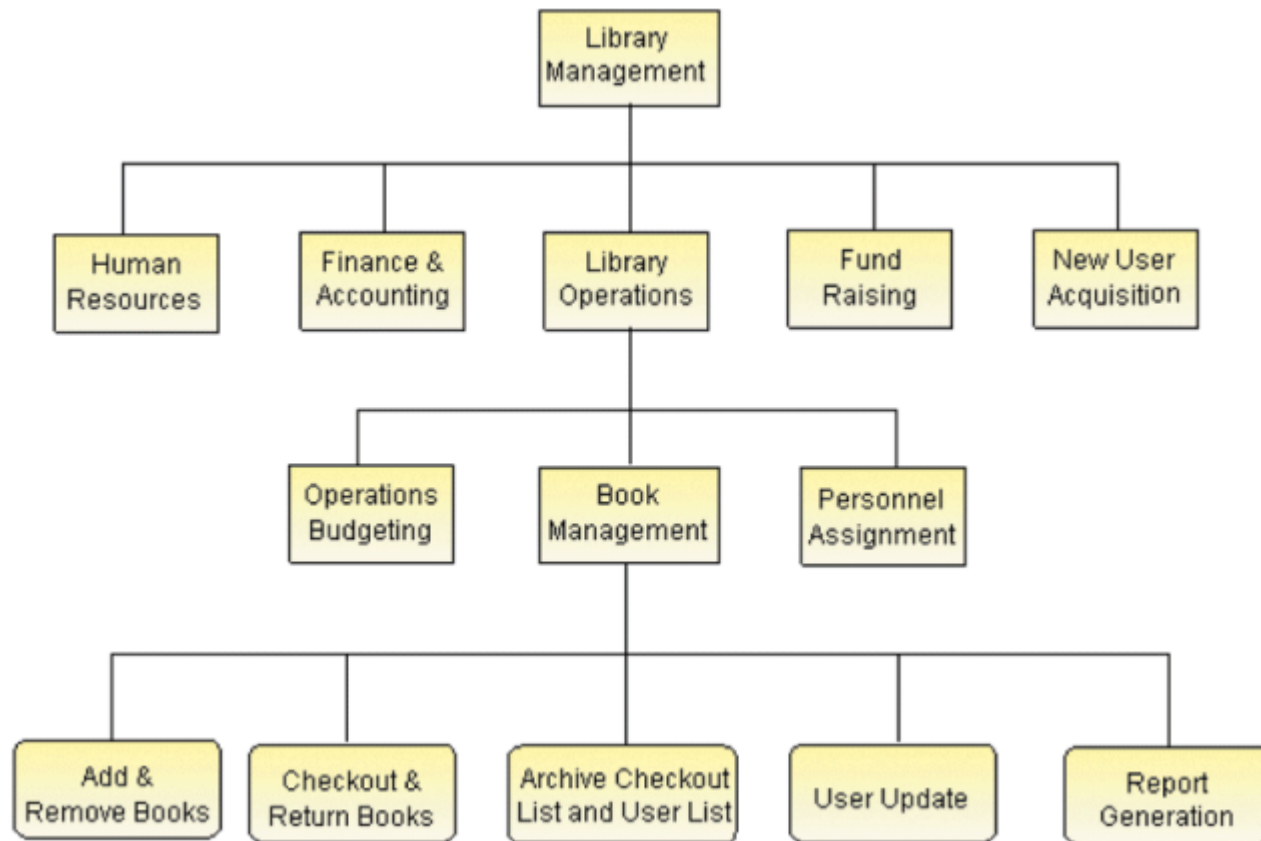 Library
Management
Human
Resources
Finance &
Accounting
Library
Operations
Fund
Raising
New User
Acquisition
Operations
Budgeting
Book
Management
Personnel
Assignment
Add &
Remove Books
Checkout &
Return Books
Archive Checkout
List and User List
User Update
Report
Generation